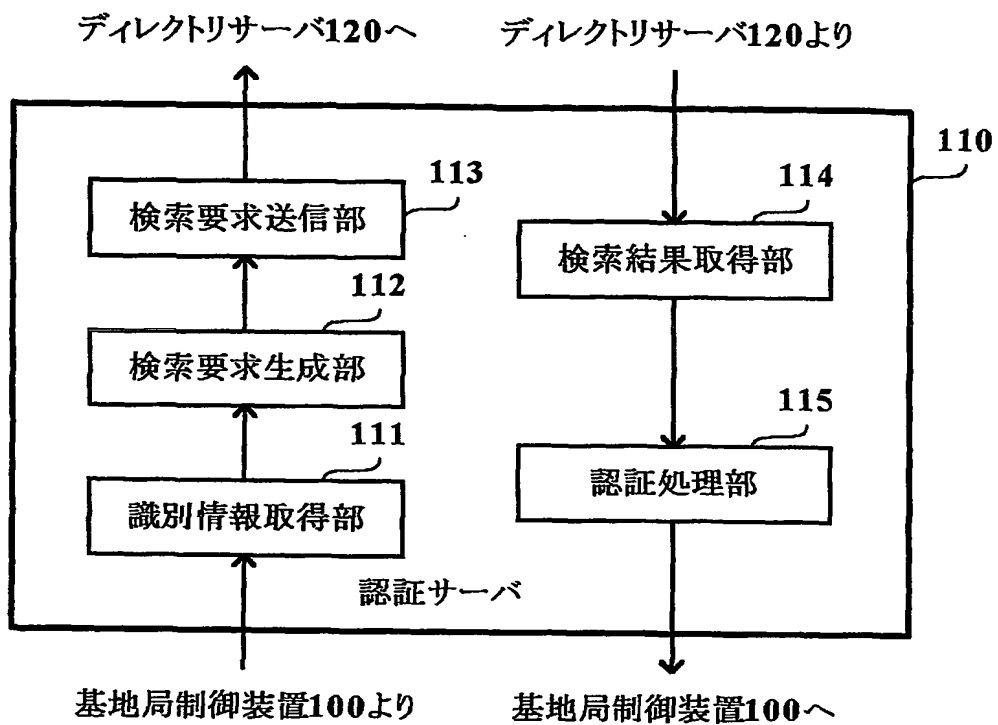 ディレクトリサーバ120へ
ディレクトリサーバ120より
110
113
検索要求送信部
114
検索結果取得部
112
検索要求生成部
111
識別情報取得部
115
認証処理部
認証サーバ
基地局制御装置100より
基地局制御装置100へ